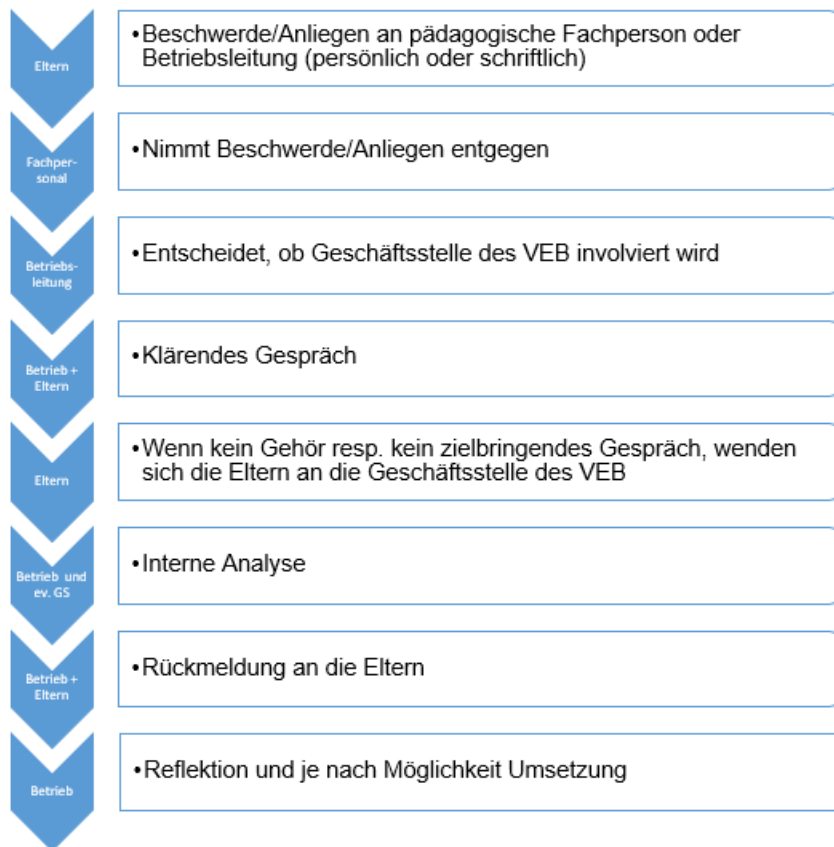 •Beschwerde/Anliegen an pädagogische Fachperson oder
Betriebsleitung (persönlich oder schriftlich)
Eltern
•Nimmt Beschwerde/Anliegen entgegen
Fachper-
sonal
•Entscheidet, ob Geschäftsstelle des VEB involviert wird
Betriebs-
leitung
•Klärendes Gespräch
Betrieb +
Eltern
•Wenn kein Gehör resp. kein zielbringendes Gespräch, wenden
sich die Eltern an die Geschäftsstelle des VEB
Eltern
•Interne Analyse
Betrieb und
ev. GS
•Rückmeldung an die Eltern
Betrieb +
Eltern
•Reflektion und je nach Möglichkeit Umsetzung
Betrieb